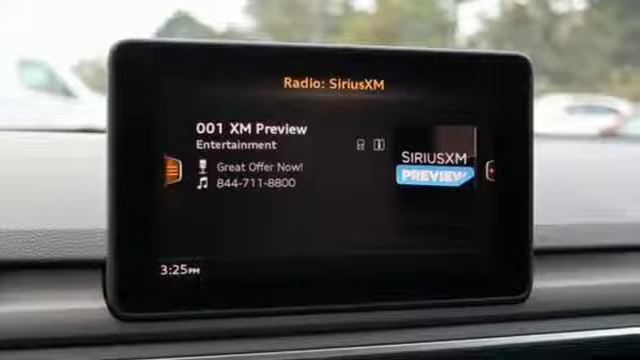 Radio: SiriusXM
001 XM Preview
Entertainment
Great Offer Now!
844-711-8800
SIRIUSXM
PREVIEW
3:25PM